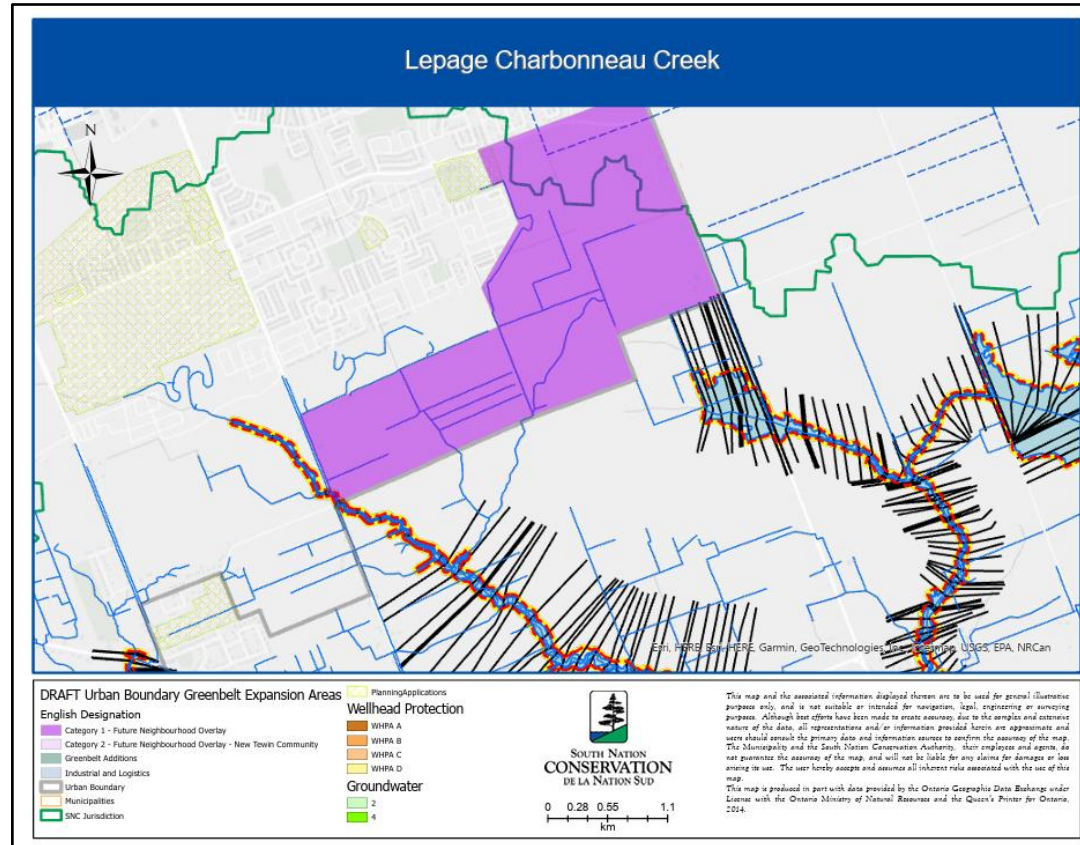 Lepage Charbonneau Creek
N
Esri, HERE, Garmin, GeoTechnologies, Inc., USGS, EPA, NRCan
DRAFT Urban Boundary Greenbelt Expansion Areas
English Designation
Category 1 - Future Neighbourhood Overlay
Category 2 - Future Neighbourhood Overlay - New Tewin Community
Greenbelt Additions
Industrial and Logistics
Urban Boundary
Municipalities
SNC Jurisdiction
PlanningApplications
Wellhead Protection
WHPA A
WHPA B
WHPA C
WHPA D
Groundwater
2
4
SOUTH NATION
CONSERVATION
DE LA NATION SUD
0 0.28 0.55 1.1
km
This map and the associated information displayed thereon are to be used for general illustrative
purposes only, and is not suitable or intended for navigation, legal, engineering or surveying
purposes. Although best efforts have been made to create accuracy, due to the complex and extensive
nature of the data, all representations and/or information provided herein are approximate and
users should consult the primary data and information sources to confirm the accuracy of the map.
The Municipality and the South Nation Conservation Authority, their employees and agents, do
not guarantee the accuracy of the map, and will not be liable for any claims for damages or loss
arising its use. The user hereby accepts and assumes all inherent risks associated with the use of this
map.
This map is produced in part with data provided by the Ontario Geographic Data Exchange under
License with the Ontario Ministry of Natural Resources and the Queen's Printer for Ontario,
2014.